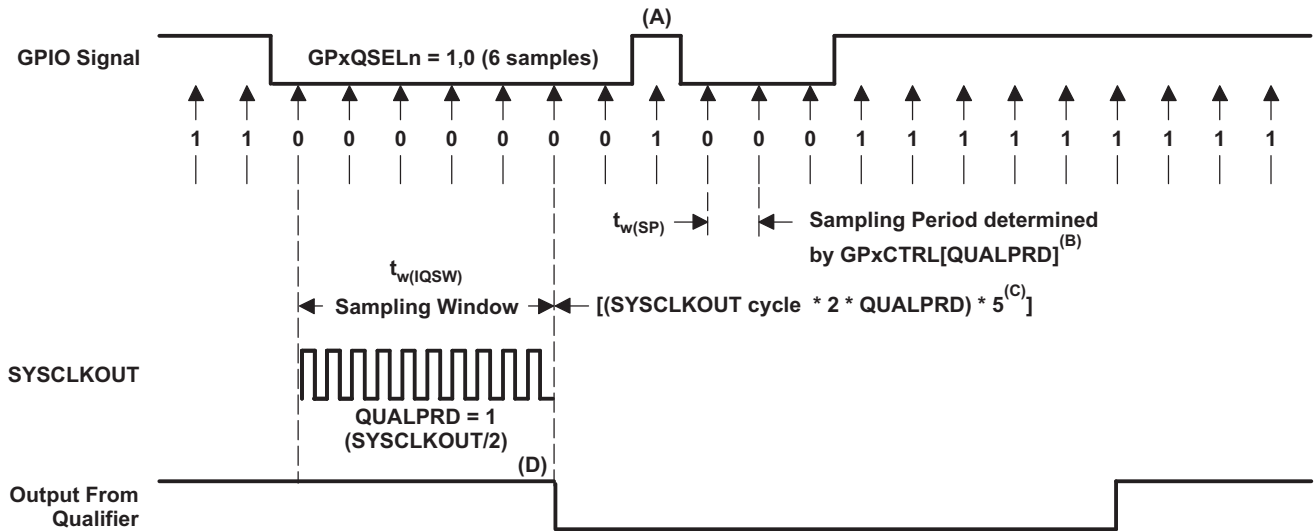 (A)
GPIO Signal
GPxQSELn = 1,0 (6 samples)
1 1 0 0 0 0 0 0 0 1 0 0 0 1 1 1 1 1 1 1 1 1
tw(SP)
Sampling Period determined
by GPxCTRL[QUALPRD](B)
tw(IQSW)
Sampling Window
[(SYSCLKOUT cycle * 2 * QUALPRD) * 5(C)]
SYSCLKOUT
QUALPRD = 1
(SYSCLKOUT/2)
(D)
Output From
Qualifier